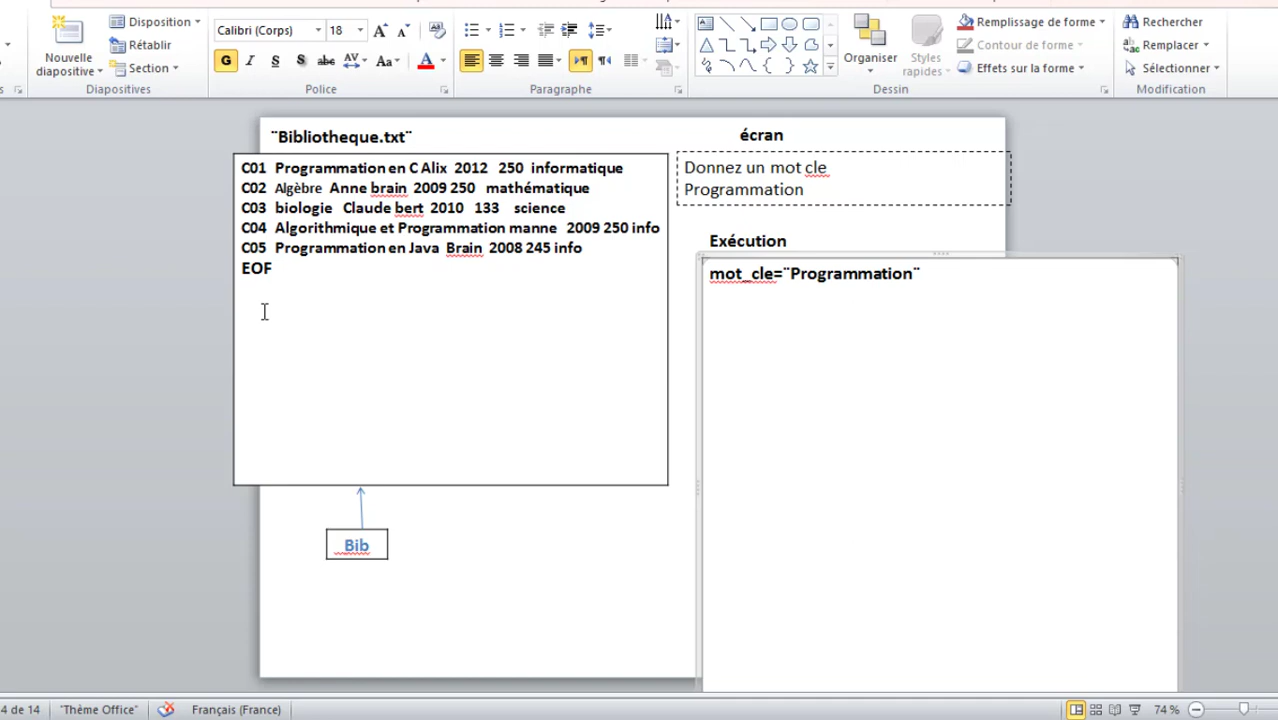 Disposition
Nouvelle
diapositive
Rétablir
Section
Diapositives
Calibri (Corps) 18
G I S S abc AV Aa A
Police
Paragraphe
Organiser
Styles
rapides
Remplissage de forme
Contour de forme
Effets sur la forme
Dessin
Rechercher
Remplacer
Sélectionner
Modification
¨Bibliotheque.txt¨
C01 Programmation en C Alix 2012 250 informatique
C02 Algèbre Anne brain 2009 250 mathématique
C03 biologie Claude bert 2010 133 science
C04 Algorithmique et Programmation manne 2009 250 info
C05 Programmation en Java Brain 2008 245 info
EOF
Bib
écran
Donnez un mot cle
Programmation
Exécution
mot_cle=¨Programmation¨
4 de 14 "Thème Office" Français (France) 74 %